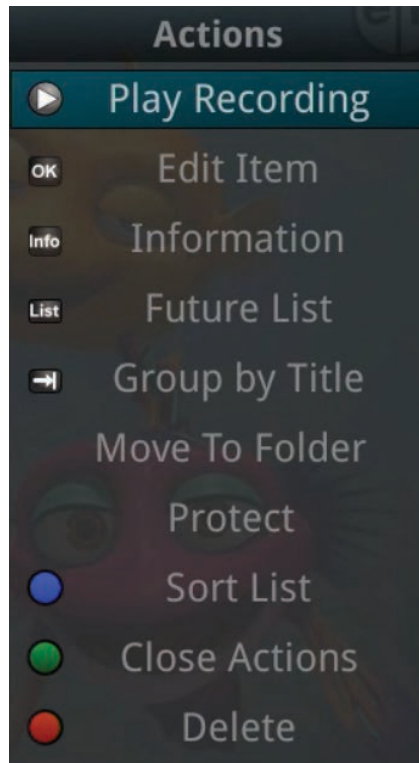 Actions
Play Recording
OK Edit Item
Info Information
List Future List
Group by Title
Move To Folder
Protect
Sort List
Close Actions
Delete